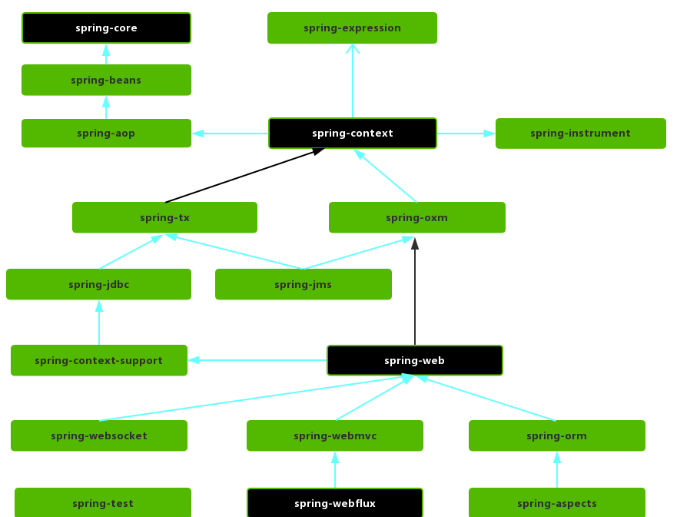 spring-core
spring-expression
spring-beans
spring-aop
spring-context
spring-instrument
spring-tx
spring-oxm
spring-jdbc
spring-jms
spring-context-support
spring-web
spring-websocket
spring-webmvc
spring-orm
spring-test
spring-webflux
spring-aspects